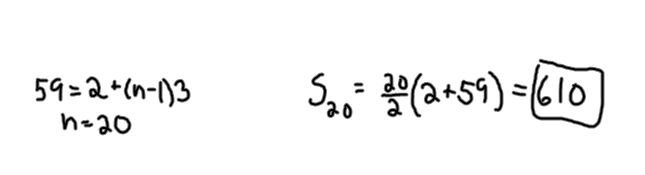 59=2+(n-1)3
n=20
S₂₀ = 20/2(2+59) = 610